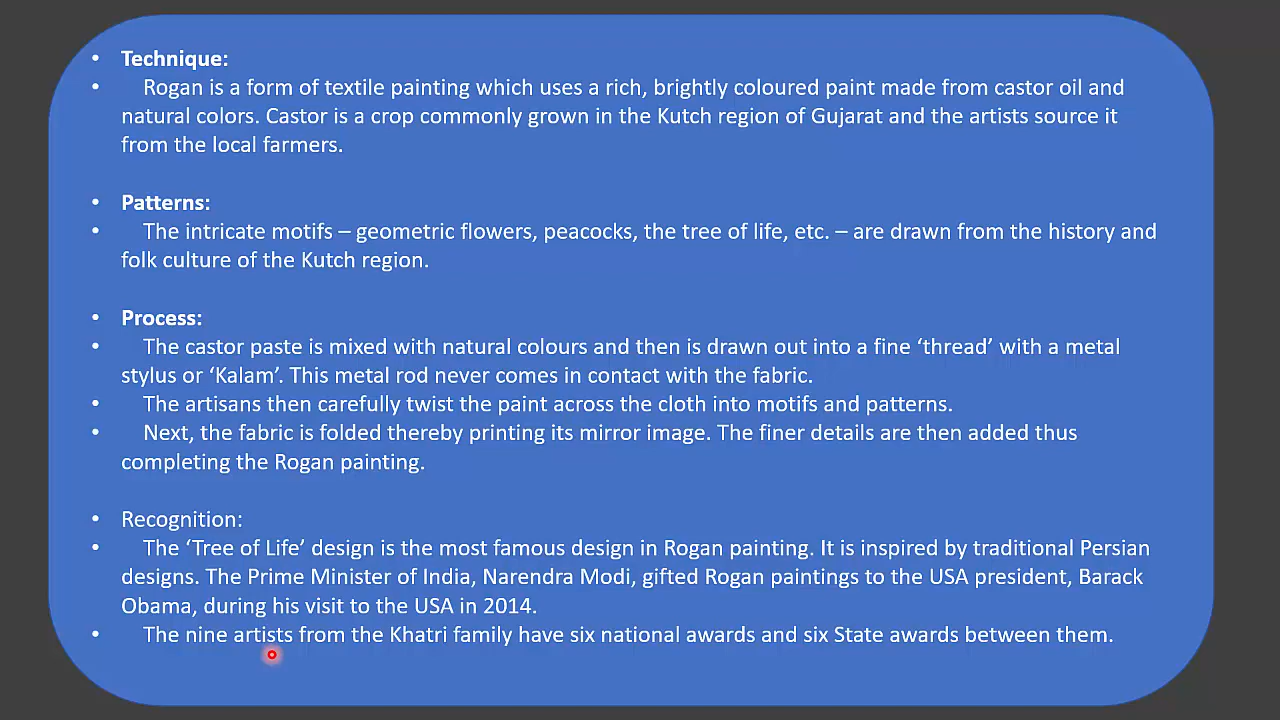 • Technique:
• Rogan is a form of textile painting which uses a rich, brightly coloured paint made from castor oil and
natural colors. Castor is a crop commonly grown in the Kutch region of Gujarat and the artists source it
from the local farmers.
• Patterns:
• The intricate motifs – geometric flowers, peacocks, the tree of life, etc. – are drawn from the history and
folk culture of the Kutch region.
• Process:
• The castor paste is mixed with natural colours and then is drawn out into a fine ‘thread’ with a metal
stylus or ‘Kalam’. This metal rod never comes in contact with the fabric.
• The artisans then carefully twist the paint across the cloth into motifs and patterns.
• Next, the fabric is folded thereby printing its mirror image. The finer details are then added thus
completing the Rogan painting.
• Recognition:
• The ‘Tree of Life’ design is the most famous design in Rogan painting. It is inspired by traditional Persian
designs. The Prime Minister of India, Narendra Modi, gifted Rogan paintings to the USA president, Barack
Obama, during his visit to the USA in 2014.
• The nine artists from the Khatri family have six national awards and six State awards between them.